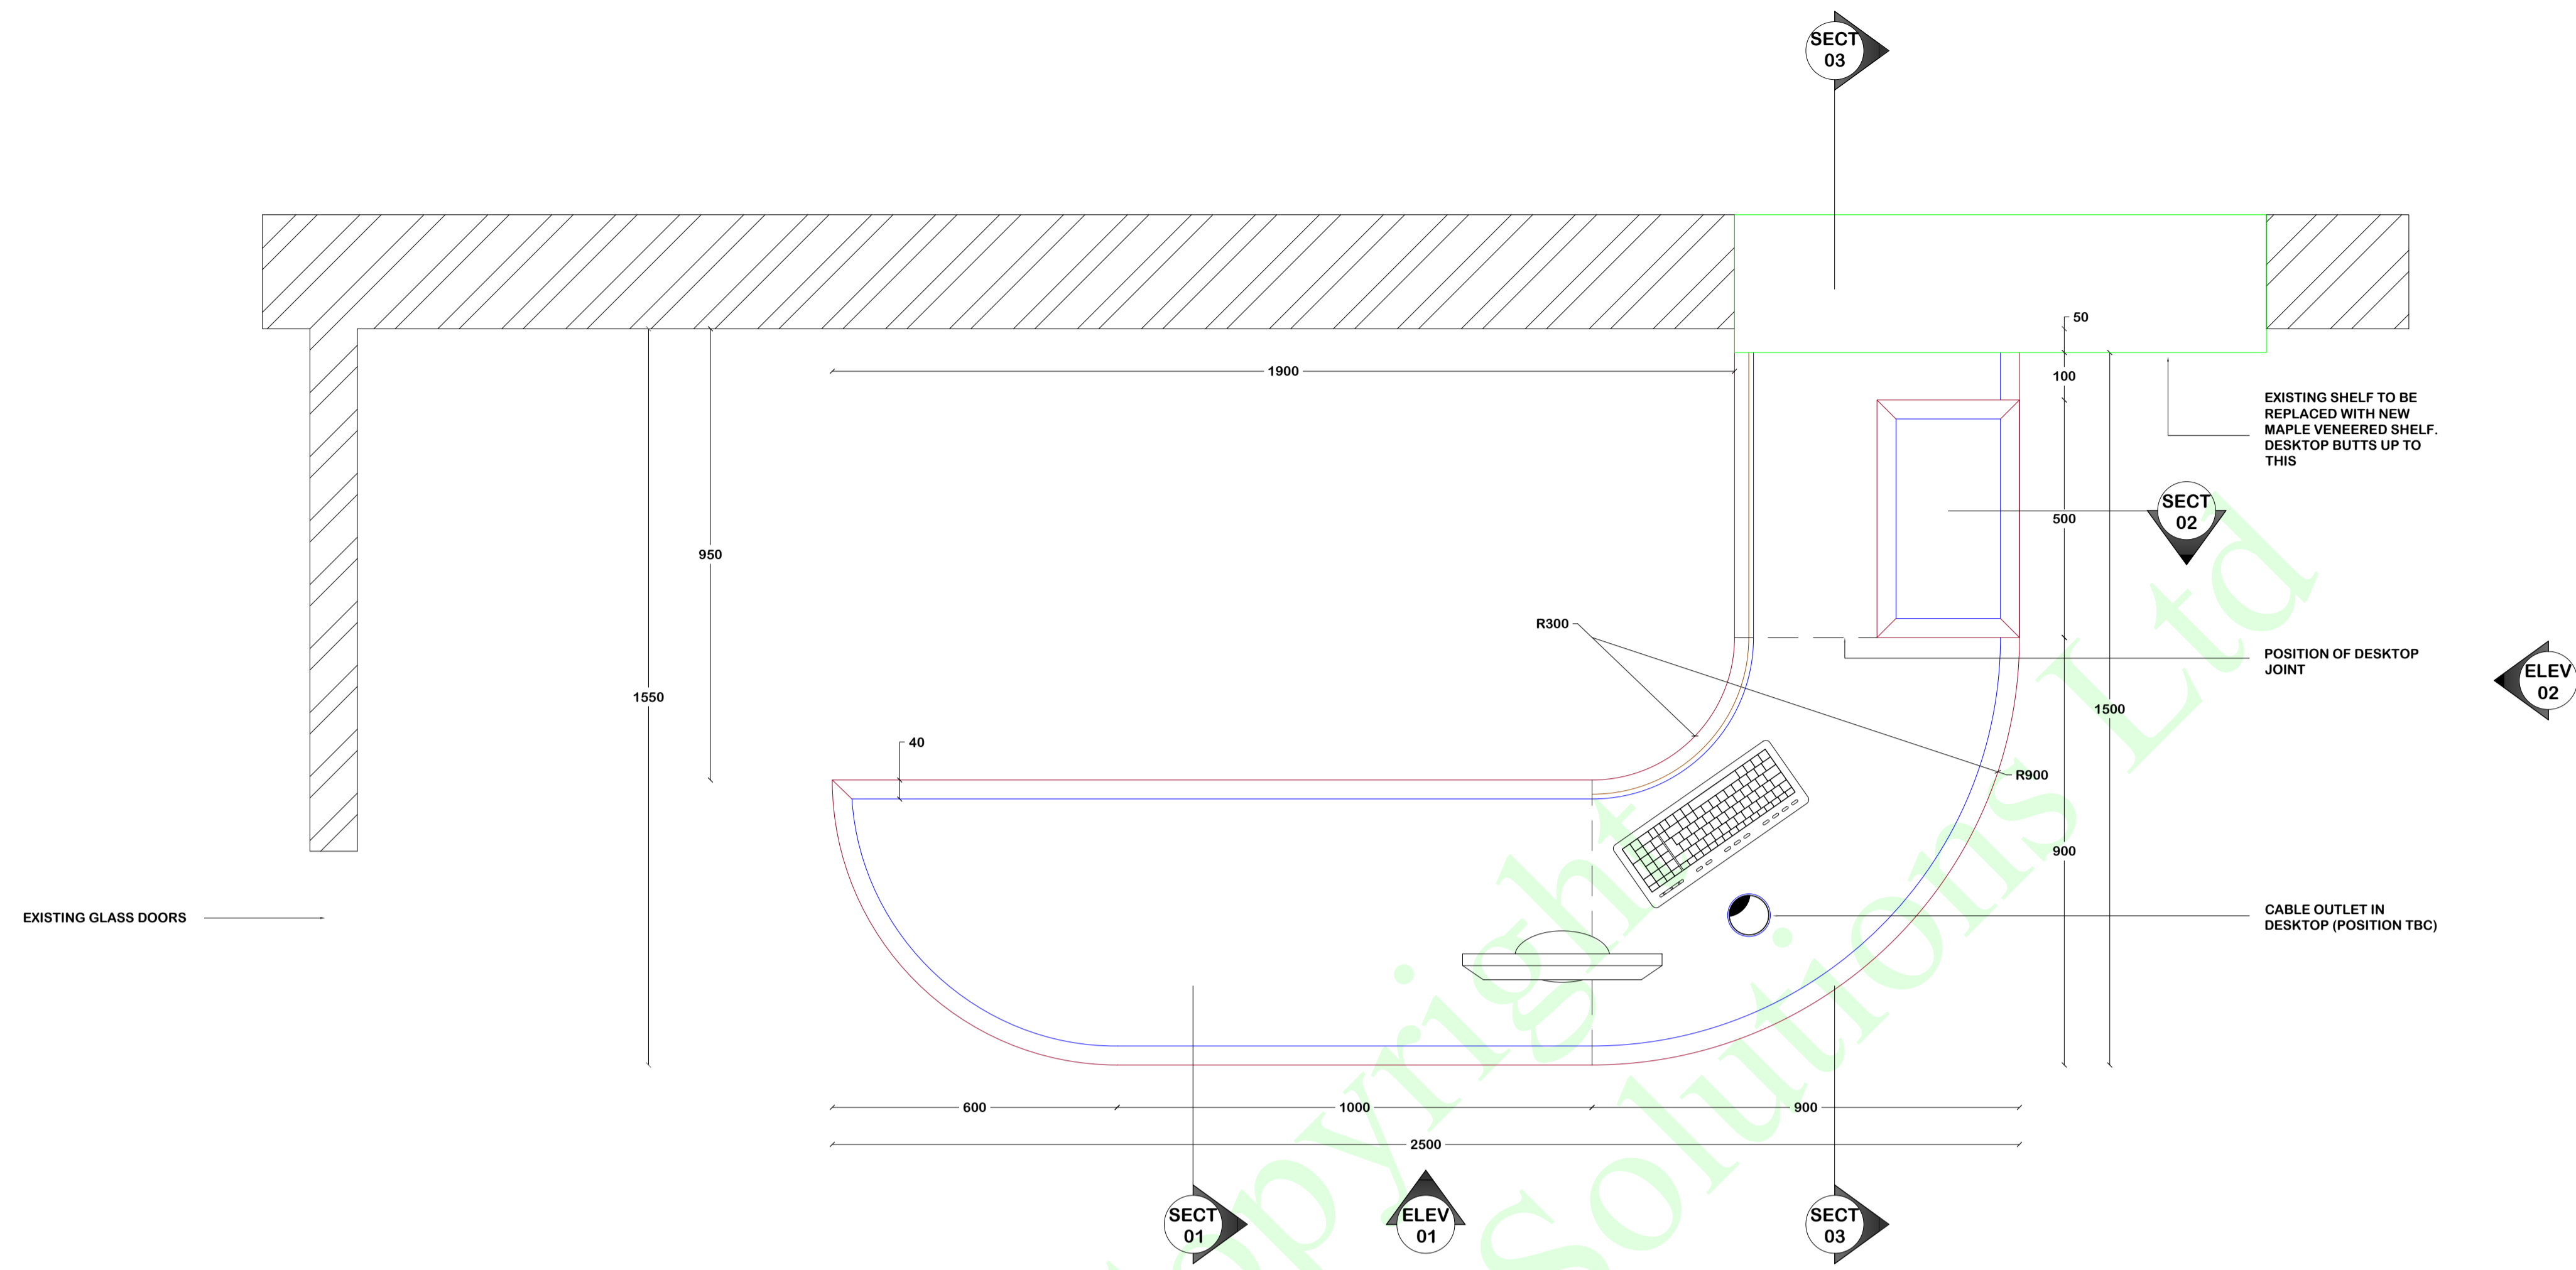 SECT
03
50
1900
100
EXISTING SHELF TO BE
REPLACED WITH NEW
MAPLE VENEERED SHELF.
DESKTOP BUTTS UP TO
THIS
SECT
02
500
950
R300
POSITION OF DESKTOP
JOINT
ELEV
02
1550
1500
40
R900
900
EXISTING GLASS DOORS
CABLE OUTLET IN
DESKTOP (POSITION TBC)
600
1000
900
2500
SECT
01
ELEV
01
SECT
03
opyright
Solutions Ltd